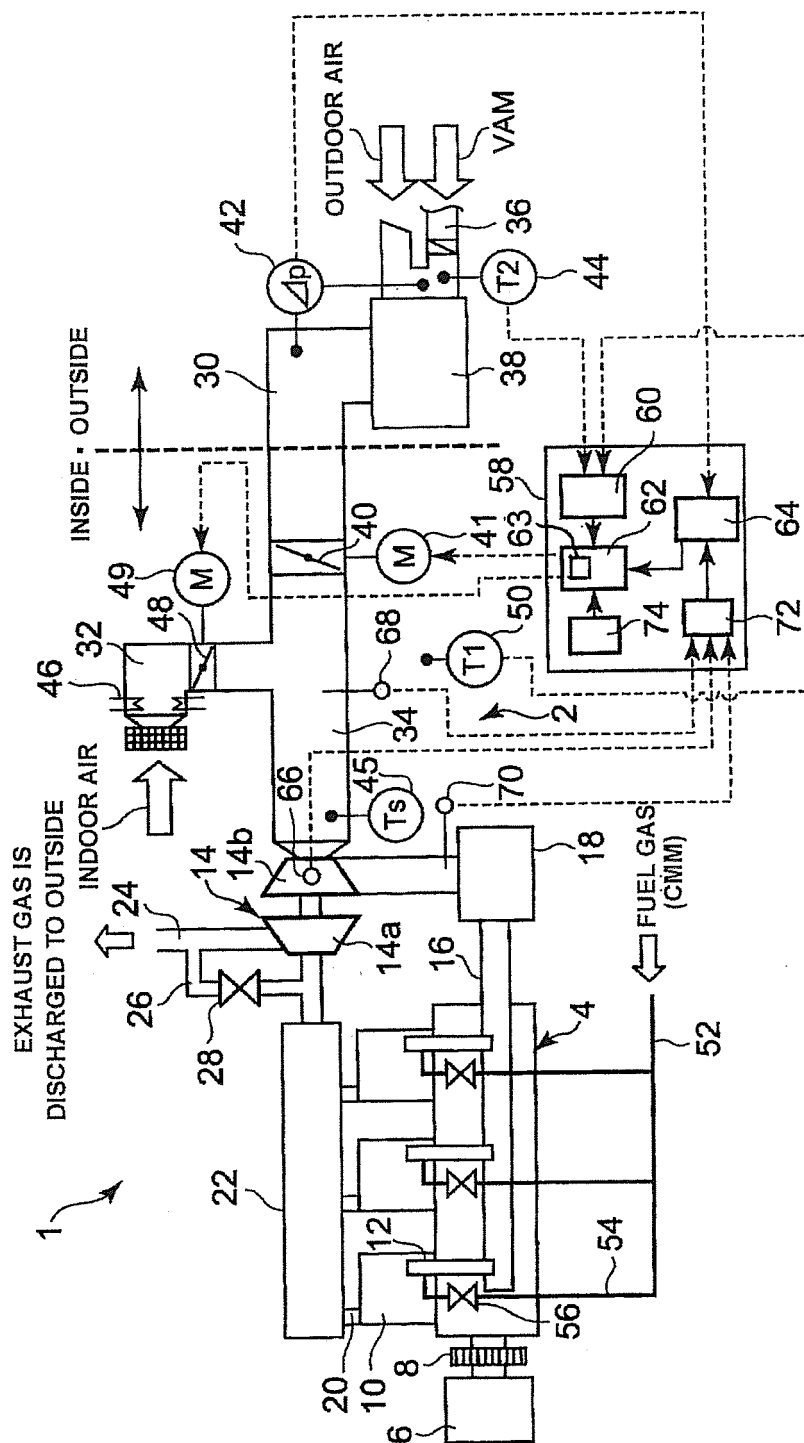 1
EXHAUST GAS IS
DISCHARGED TO OUTSIDE
INDOOR AIR
INSIDE - OUTSIDE
OUTDOOR AIR
VAM
24
26
28
14
14b
14a
66
22
46
32
48
49
M
30
42
Δp
36
T2
44
38
40
M
41
34
68
45
Ts
70
2
50
T1
58
63
60
62
64
74
72
18
16
4
12
20
10
8
6
56
54
52
FUEL GAS
(CMM)